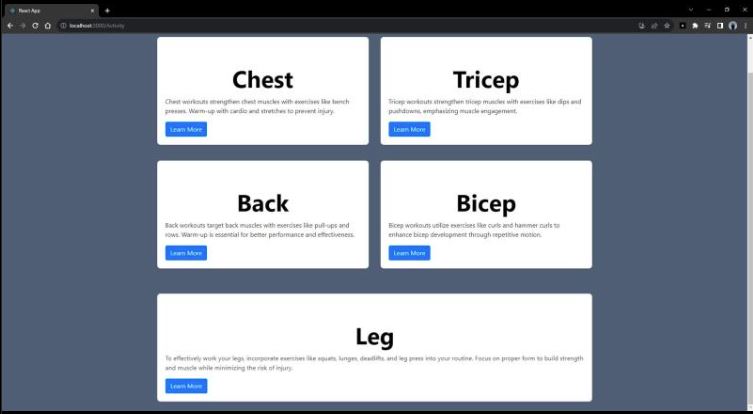 React App
localhost:3000/Activity
Chest
Chest workouts strengthen chest muscles with exercises like bench
presses. Warm-up with cardio and stretches to prevent injury.
Learn More
Tricep
Tricep workouts strengthen tricep muscles with exercises like dips and
pushdowns, emphasizing muscle engagement.
Learn More
Back
Back workouts target back muscles with exercises like pull-ups and
rows. Warm-up is essential for better performance and effectiveness.
Learn More
Bicep
Bicep workouts utilize exercises like curls and hammer curls to
enhance bicep development through repetitive motion.
Learn More
Leg
To effectively work your legs, incorporate exercises like squats, lunges, deadlifts, and leg press into your routine. Focus on proper form to build strength
and muscle while minimizing the risk of injury.
Learn More